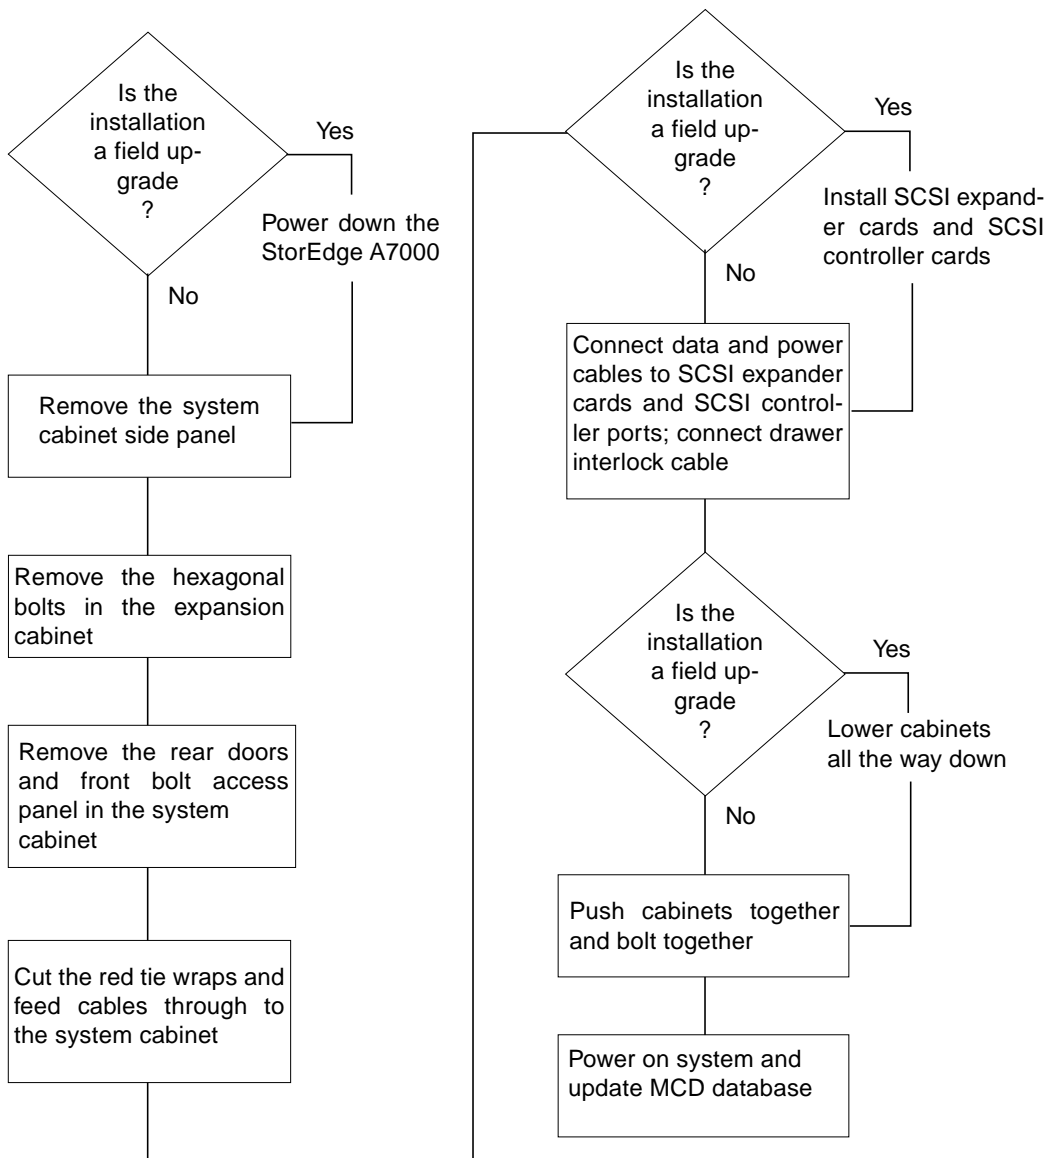 Is the
installation
a field up-
grade
?
Yes
Power down the
StorEdge A7000
No
Remove the system
cabinet side panel
Remove the hexagonal
bolts in the expansion
cabinet
Remove the rear doors
and front bolt access
panel in the system
cabinet
Cut the red tie wraps and
feed cables through to
the system cabinet
Is the
installation
a field up-
grade
?
Yes
Install SCSI expand-
er cards and SCSI
controller cards
No
Connect data and power
cables to SCSI expander
cards and SCSI control-
ler ports; connect drawer
interlock cable
Is the
installation
a field up-
grade
?
Yes
Lower cabinets
all the way down
No
Push cabinets together
and bolt together
Power on system and
update MCD database